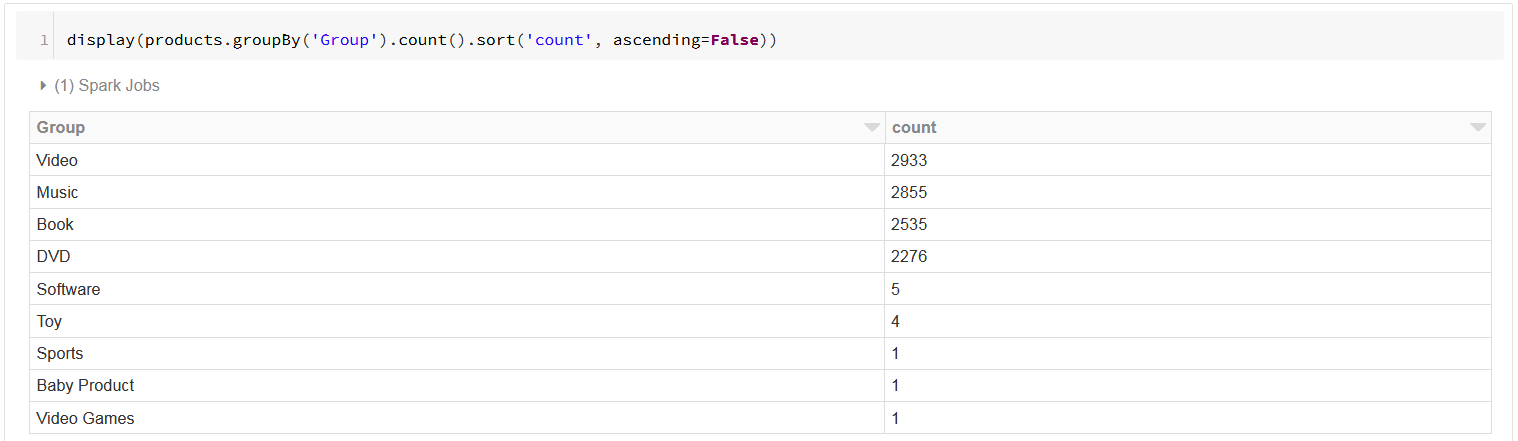 1 display(products.groupBy('Group').count().sort('count', ascending=False))
(1) Spark Jobs
Group count
Video 2933
Music 2855
Book 2535
DVD 2276
Software 5
Toy 4
Sports 1
Baby Product 1
Video Games 1